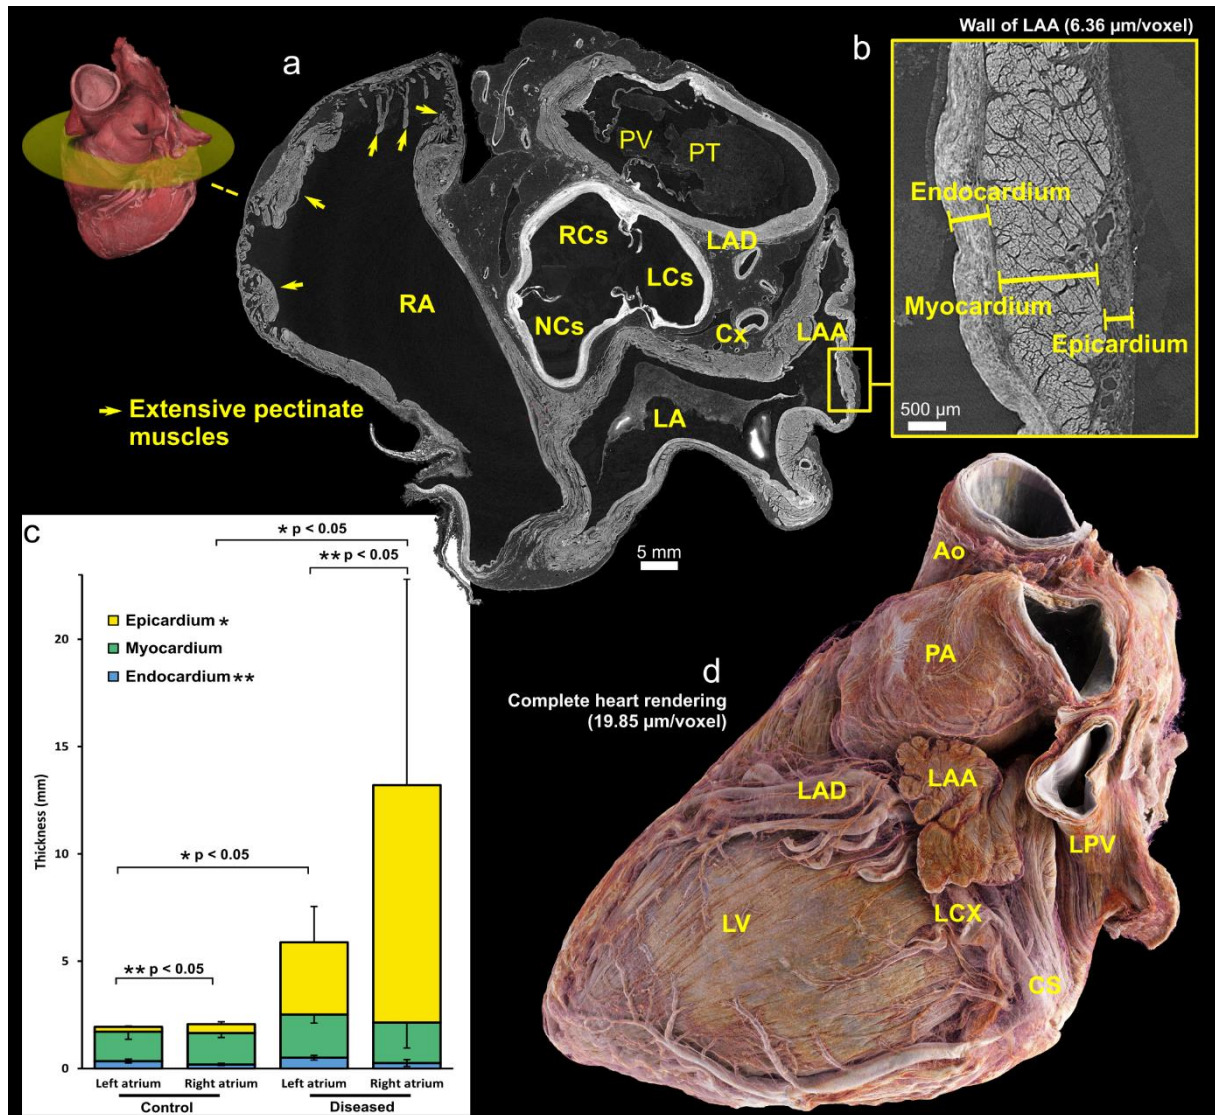 Wall of LAA (6.36 µm/voxel)
a
b
PV
PT
Endocardium
RCs
LAD
LCs
RA
Myocardium
NCs
Cx
LAA
Epicardium
Extensive pectinate
muscles
LA
500 µm
5 mm
c
* p < 0.05
** p < 0.05
Ao
20
Epicardium *
Myocardium
Endocardium **
PA
d
Complete heart rendering
(19.85 µm/voxel)
15
LAD
LAA
Thickness (mm)
10
* p < 0.05
LPV
LV
LCX
5
** p < 0.05
CS
0
Left atrium Right atrium Left atrium Right atrium
Control Diseased